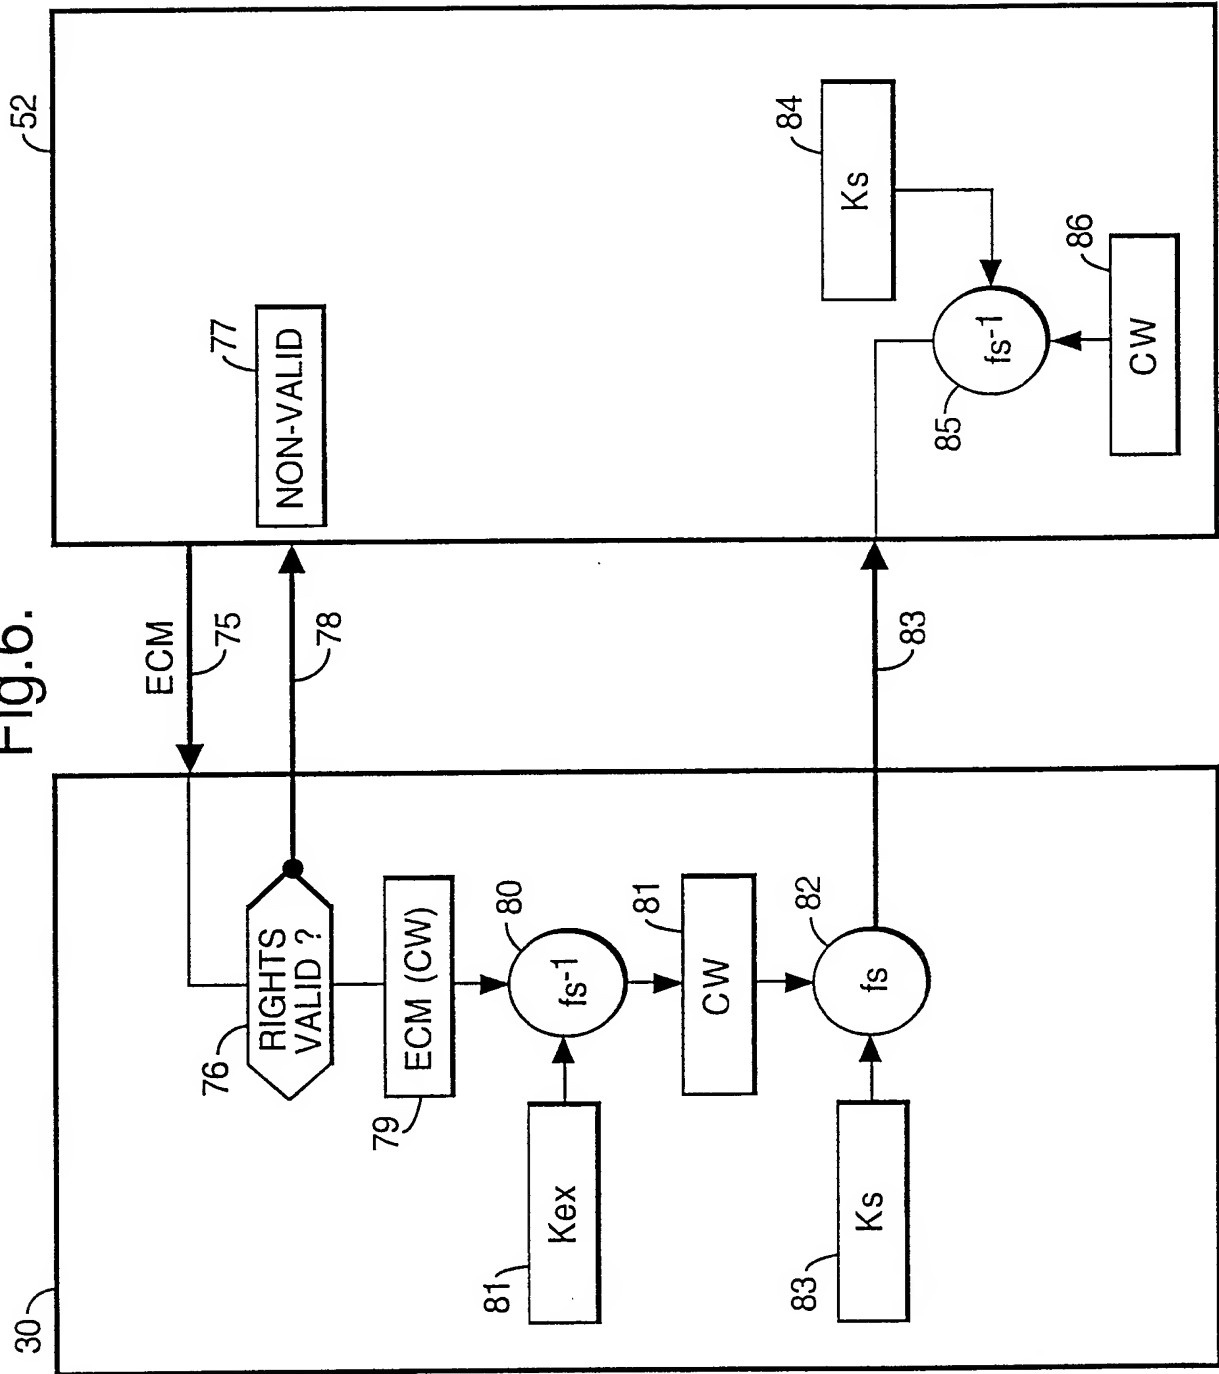 Fig.6.
30
52
ECM
75
76
RIGHTS
VALID ?
78
77
NON-VALID
79
ECM (CW)
80
fs-1
81
Kex
81
CW
82
fs
83
Ks
83
84
Ks
85
fs-1
86
CW